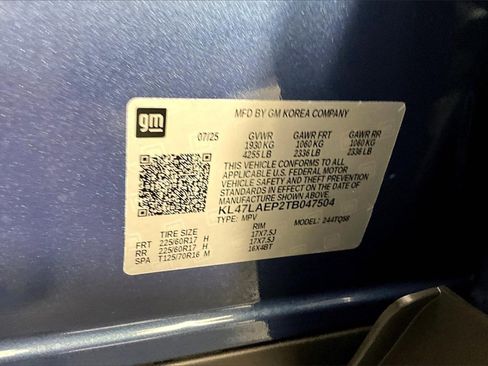 gm
MFD BY GM KOREA COMPANY
07/25 GVWR GAWR FRT GAWR RR
1930 KG 1060 KG 1060 KG
4255 LB 2336 LB 2336 LB
THIS VEHICLE CONFORMS TO ALL
APPLICABLE U.S. FEDERAL MOTOR
VEHICLE SAFETY AND THEFT PREVENTION
STANDARDS IN EFFECT ON THE DATE OF
MANUFACTURE SHOWN ABOVE.
KL47LAEP2TB047504
TYPE: MPV MODEL: 244TQ58
TIRE SIZE RIM
FRT 225/60R17 H 17X7.5J
RR 225/60R17 H 17X7.5J
SPA T125/70R16 M 16X4BT